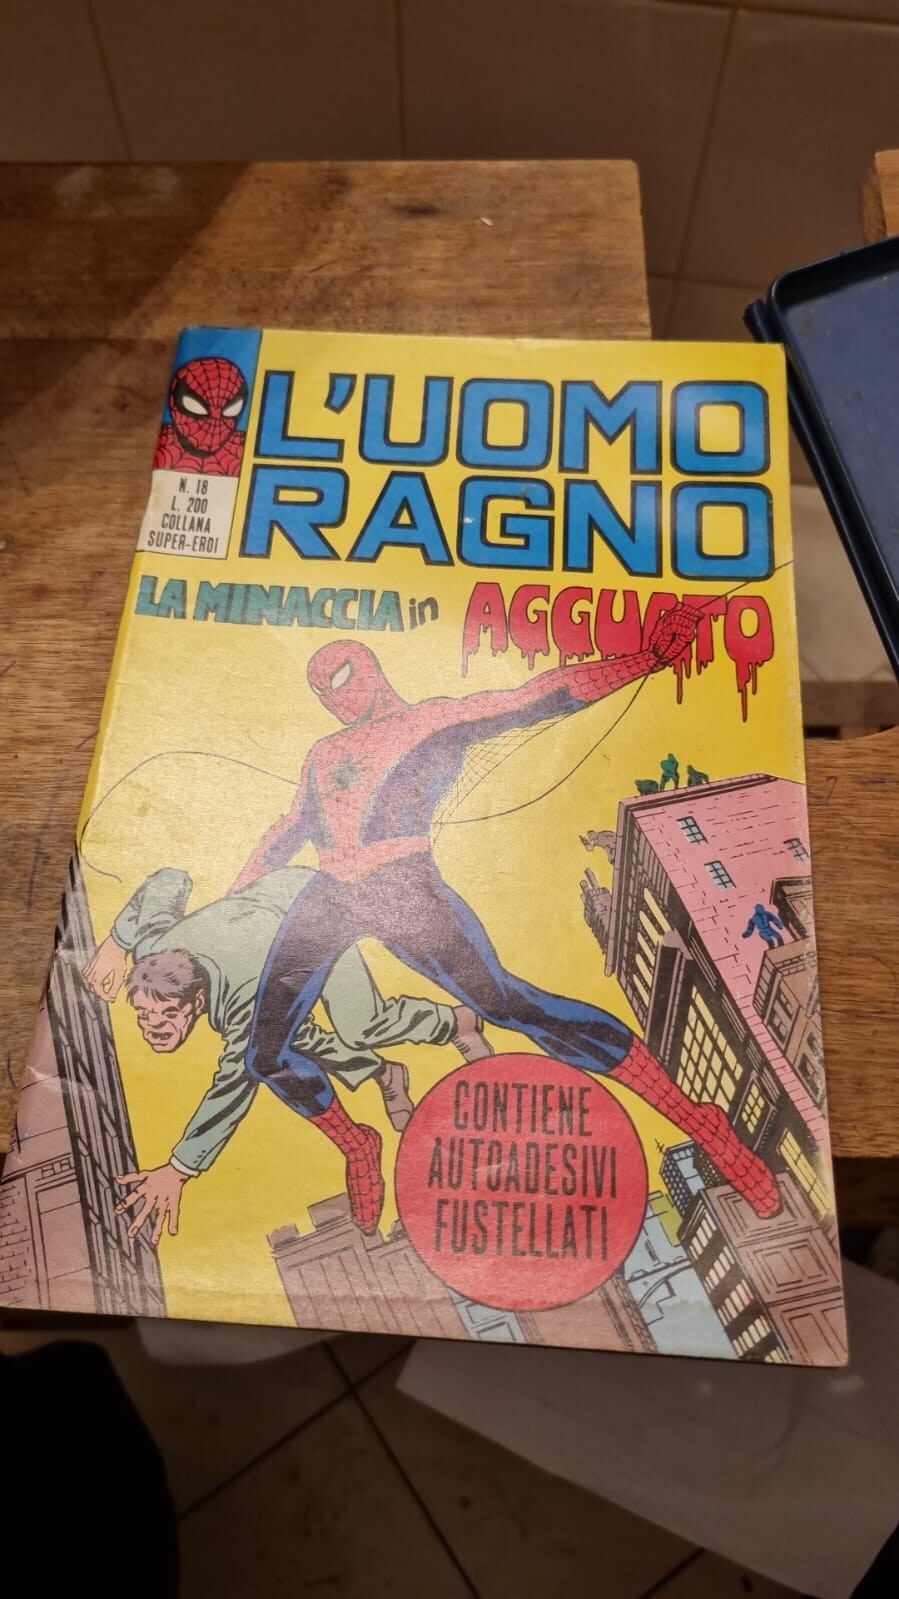 L'UOMO
RAGNO
N. 18
L. 200
COLLANA
SUPER-EROI
LA MINACCIA in AGGUATO
CONTIENE
AUTOADESIVI
FUSTELLATI